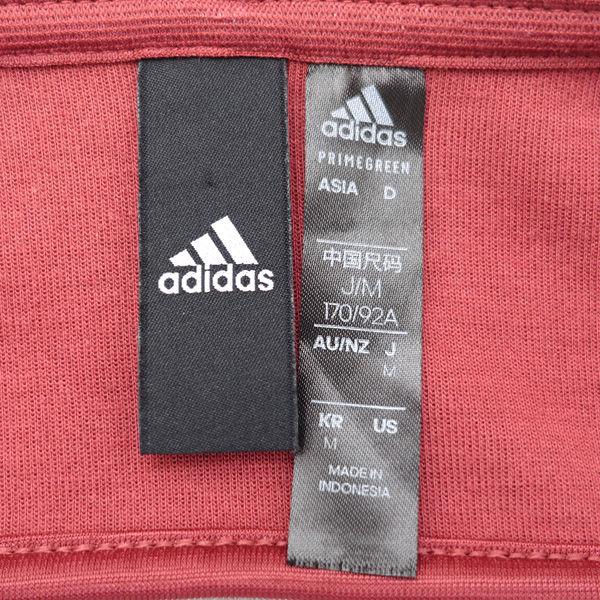 adidas
adidas
PRIMEGREEN
ASIA D
中国尺码
J/M
170/92A
AU/NZ J
M
KR US
M
MADE IN
INDONESIA